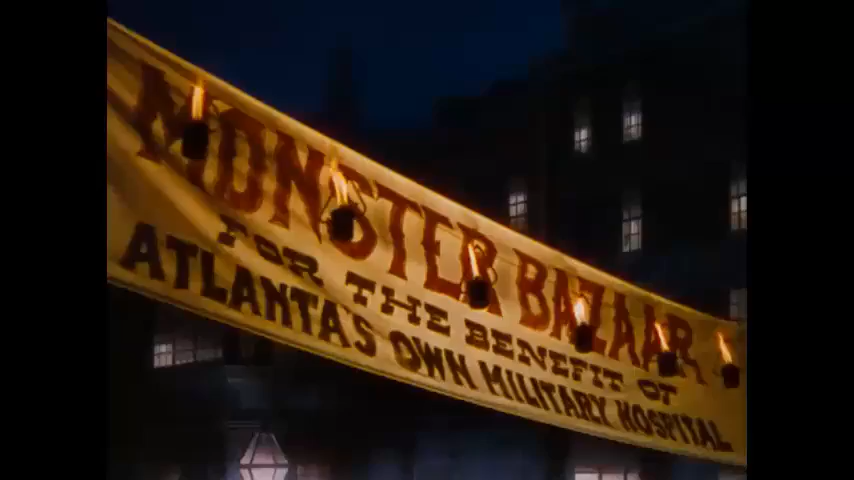 MONSTER BAZAAR
FOR THE BENEFIT OF
ATLANTA'S OWN MILITARY HOSPITAL